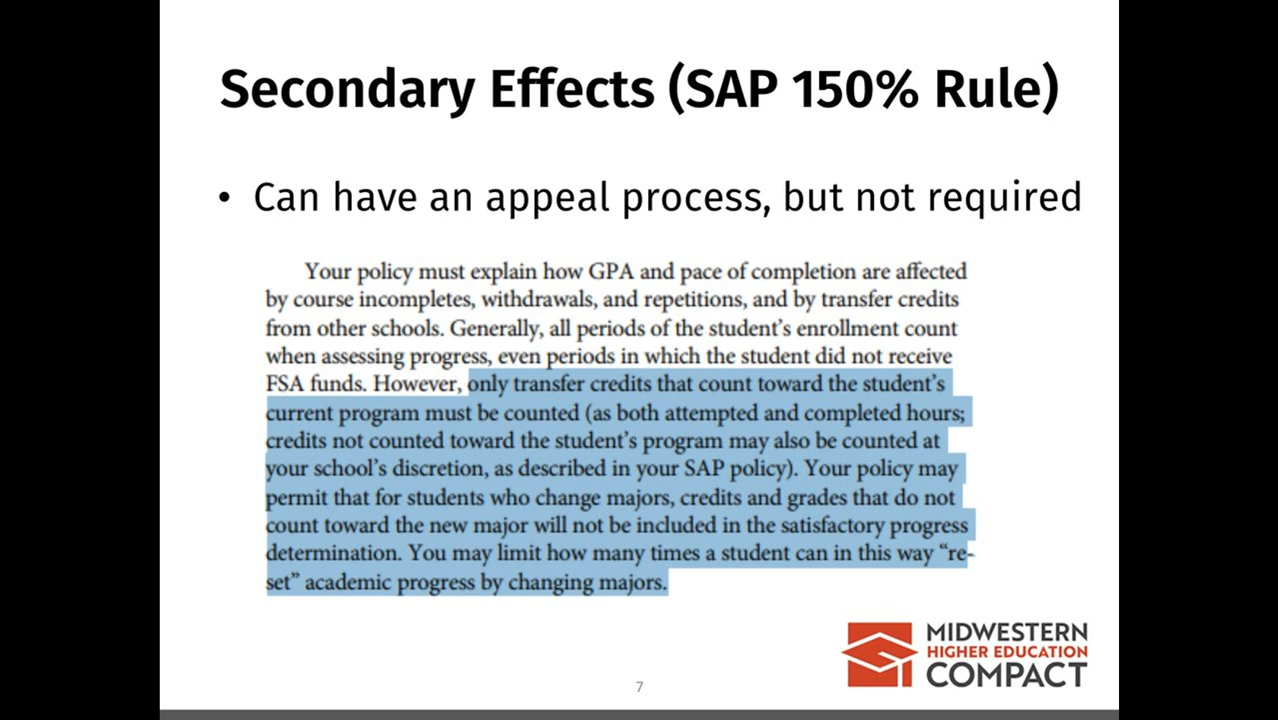 Secondary Effects (SAP 150% Rule)
• Can have an appeal process, but not required
Your policy must explain how GPA and pace of completion are affected
by course incompletes, withdrawals, and repetitions, and by transfer credits
from other schools. Generally, all periods of the student’s enrollment count
when assessing progress, even periods in which the student did not receive
FSA funds. However, only transfer credits that count toward the student’s
current program must be counted (as both attempted and completed hours;
credits not counted toward the student’s program may also be counted at
your school’s discretion, as described in your SAP policy). Your policy may
permit that for students who change majors, credits and grades that do not
count toward the new major will not be included in the satisfactory progress
determination. You may limit how many times a student can in this way “re-
set” academic progress by changing majors.
MIDWESTERN
HIGHER EDUCATION
COMPACT
7